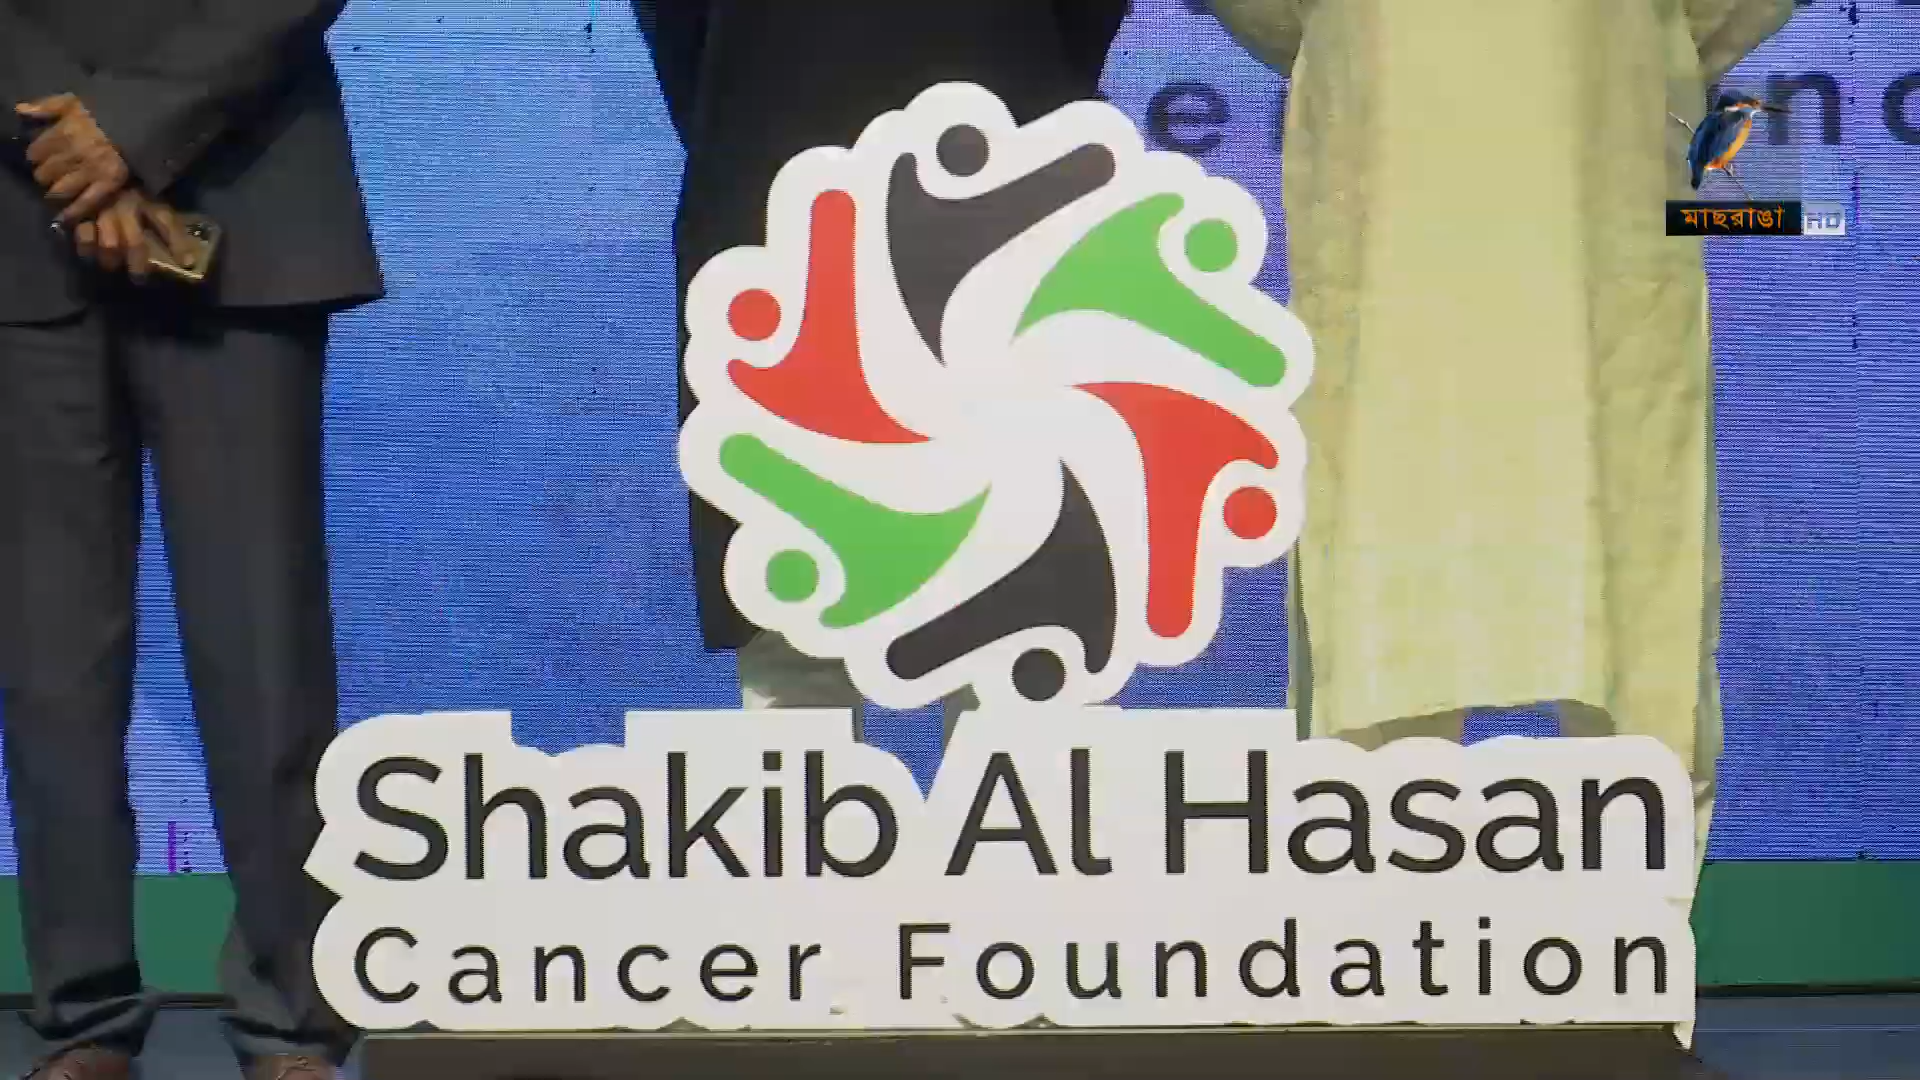 মাছরাঙা HD
Shakib Al Hasan
Cancer Foundation